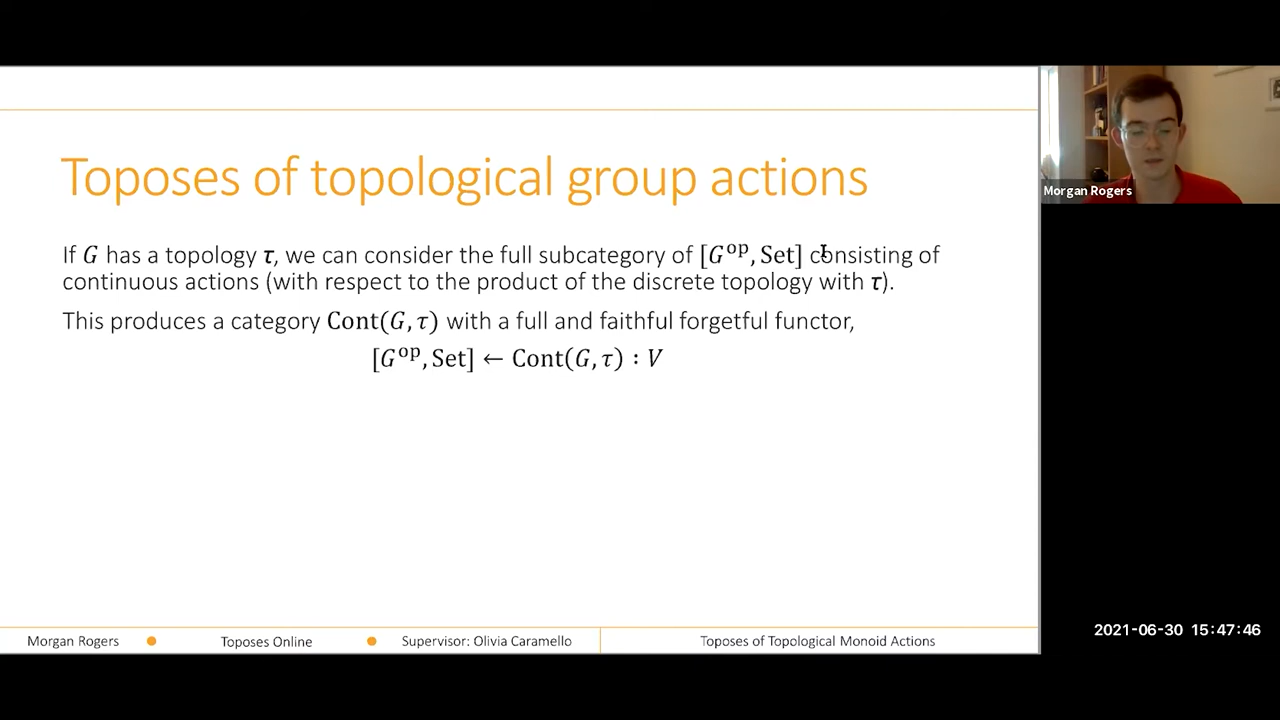 Toposes of topological group actions
If G has a topology τ, we can consider the full subcategory of [G^op, Set] consisting of
continuous actions (with respect to the product of the discrete topology with τ).
This produces a category Cont(G, τ) with a full and faithful forgetful functor,
[G^op, Set] ← Cont(G, τ) : V
Morgan Rogers
Morgan Rogers ● Toposes Online ● Supervisor: Olivia Caramello Toposes of Topological Monoid Actions
2021-06-30 15:47:46